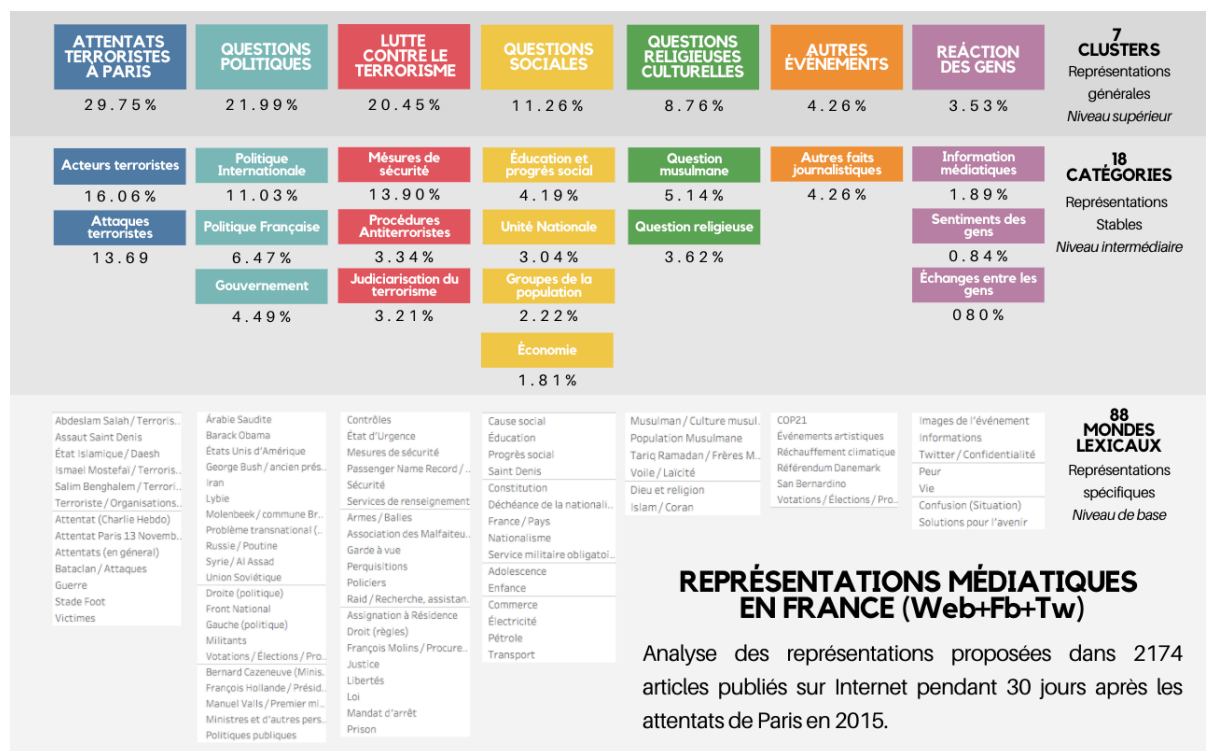 ATTENTATS
TERRORISTES
À PARIS
29.75%
QUESTIONS
POLITIQUES
21.99%
LUTTE
CONTRE LE
TERRORISME
20.45%
QUESTIONS
SOCIALES
11.26%
QUESTIONS
RELIGIEUSES
CULTURELLES
8.76%
AUTRES
ÉVÈNEMENTS
4.26%
REÁCTION
DES GENS
3.53%
7
CLUSTERS
Représentations
générales
Niveau supérieur
Acteurs terroristes
16.06%
Attaques
terroristes
13.69
Politique
Internationale
11.03%
Politique Française
6.47%
Gouvernement
4.49%
Mésures de
sécurité
13.90%
Procédures
Antiterroristes
3.34%
Judiciarisation du
terrorisme
3.21%
Éducation et
progrès social
4.19%
Unité Nationale
3.04%
Groupes de la
population
2.22%
Économie
1.81%
Question
musulmane
5.14%
Question religieuse
3.62%
Autres faits
journalistiques
4.26%
Information
médiatiques
1.89%
Sentiments des
gens
0.84%
Échanges entre les
gens
080%
18
CATÉGORIES
Représentations
Stables
Niveau intermédiaire
Abdeslam Salah / Terroris..
Assaut Saint Denis
État Islamique / Daesh
Ismael Mostefaï / Terroris..
Salim Benghalem / Terrori..
Terroriste / Organisations..
Attentat (Charlie Hebdo)
Attentat Paris 13 Novemb..
Attentats (en géneral)
Bataclan / Attaques
Guerre
Stade Foot
Victimes
Árabie Saudite
Barack Obama
États Unis d'Amérique
George Bush / ancien prés..
Iran
Lybie
Molenbeek / commune Br..
Problème transnational (..
Russie / Poutine
Syrie / Al Assad
Union Soviétique
Droite (politique)
Front National
Gauche (politique)
Militants
Votations / Élections / Pro..
Bernard Cazeneuve (Minis..
François Hollande / Présid..
Manuel Valls / Premier mi..
Ministres et d'autres pers..
Politiques publiques
Contrôles
État d'Urgence
Mesures de sécurité
Passenger Name Record / ..
Sécurité
Services de renseignement
Armes / Balles
Association des Malfaiteu..
Garde à vue
Perquisitions
Policiers
Raid / Recherche, assistan..
Assignation à Résidence
Droit (règles)
François Molins / Procure..
Justice
Libertés
Loi
Mandat d'arrêt
Prison
Cause social
Éducation
Progrès social
Saint Denis
Constitution
Déchéance de la nationali..
France / Pays
Nationalisme
Service militaire obligatoi..
Adolescence
Enfance
Commerce
Électricité
Pétrole
Transport
Musulman / Culture musul..
Population Musulmane
Tariq Ramadan / Frères M..
Voile / Laïcité
Dieu et religion
Islam / Coran
COP21
Événements artistiques
Réchauffement climatique
Référendum Danemark
San Bernardino
Votations / Élections / Pro..
Images de l'événement
Informations
Twitter / Confidentialité
Peur
Vie
Confusion (Situation)
Solutions pour l'avenir
88
MONDES
LEXICAUX
Représentations
spécifiques
Niveau de base
REPRÉSENTATIONS MÉDIATIQUES
EN FRANCE (Web+Fb+Tw)
Analyse des représentations proposées dans 2174
articles publiés sur Internet pendant 30 jours après les
attentats de Paris en 2015.